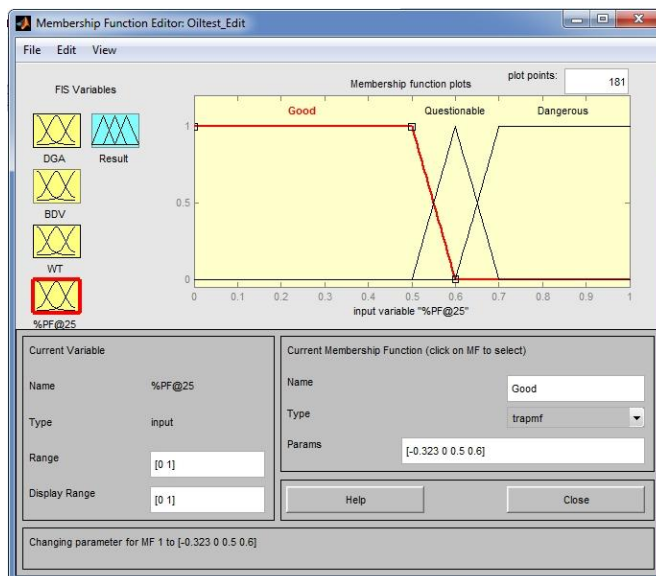 Membership Function Editor: Oiltest_Edit
File Edit View
FIS Variables
DGA
Result
BDV
WT
%PF@25
Membership function plots
plot points:
181
Good
Questionable
Dangerous
1
0.5
0
0 0.1 0.2 0.3 0.4 0.5 0.6 0.7 0.8 0.9 1
input variable "%PF@25"
Current Variable
Name %PF@25
Type input
Range [0 1]
Display Range [0 1]
Current Membership Function (click on MF to select)
Name Good
Type trapmf
Params [-0.323 0 0.5 0.6]
Help
Close
Changing parameter for MF 1 to [-0.323 0 0.5 0.6]